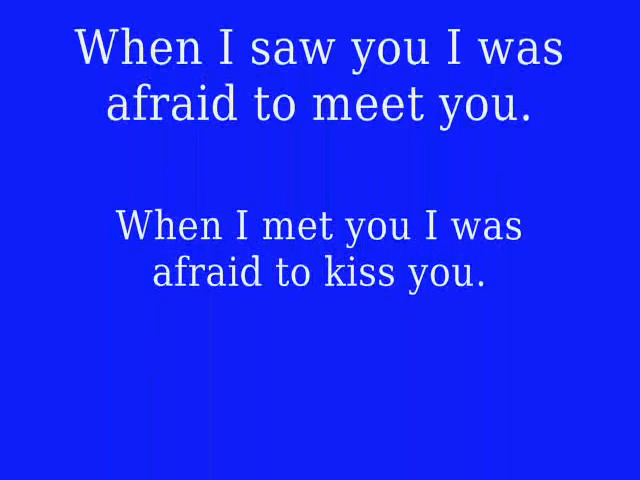 When I saw you I was
afraid to meet you.
When I met you I was
afraid to kiss you.